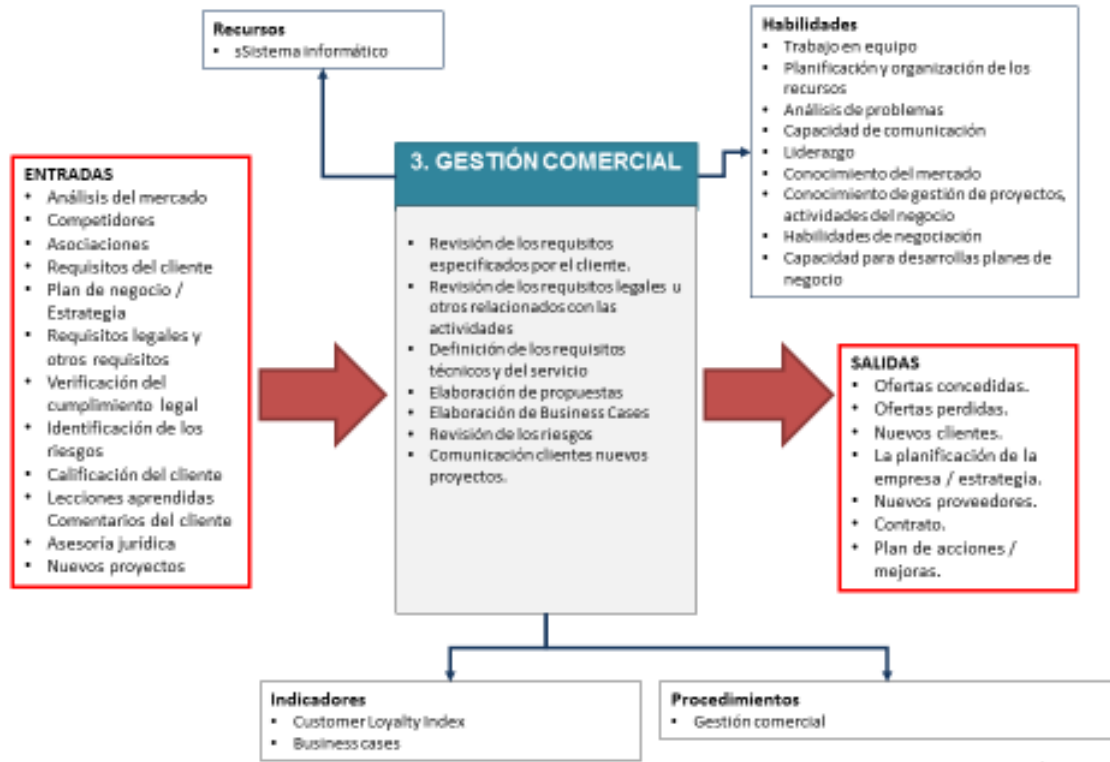 Recursos
▪ sSistema informático
Habilidades
▪ Trabajo en equipo
▪ Planificación y organización de los
recursos
▪ Análisis de problemas
▪ Capacidad de comunicación
▪ Liderazgo
▪ Conocimiento del mercado
▪ Conocimiento de gestión de proyectos,
actividades del negocio
▪ Habilidades de negociación
▪ Capacidad para desarrollas planes de
negocio
ENTRADAS
• Análisis del mercado
• Competidores
• Asociaciones
• Requisitos del cliente
• Plan de negocio /
Estrategia
• Requisitos legales y
otros requisitos
• Verificación del
cumplimiento legal
• Identificación de los
riesgos
• Calificación del cliente
• Lecciones aprendidas
Comentarios del cliente
• Asesoría jurídica
• Nuevos proyectos
3. GESTIÓN COMERCIAL
• Revisión de los requisitos
especificados por el cliente.
• Revisión de los requisitos legales u
otros relacionados con las
actividades
• Definición de los requisitos
técnicos y del servicio
• Elaboración de propuestas
• Elaboración de Business Cases
• Revisión de los riesgos
• Comunicación clientes nuevos
proyectos.
SALIDAS
• Ofertas concedidas.
• Ofertas perdidas.
• Nuevos clientes.
• La planificación de la
empresa / estrategia.
• Nuevos proveedores.
• Contrato.
• Plan de acciones /
mejoras.
Indicadores
▪ Customer Loyalty Index
▪ Business cases
Procedimientos
▪ Gestión comercial